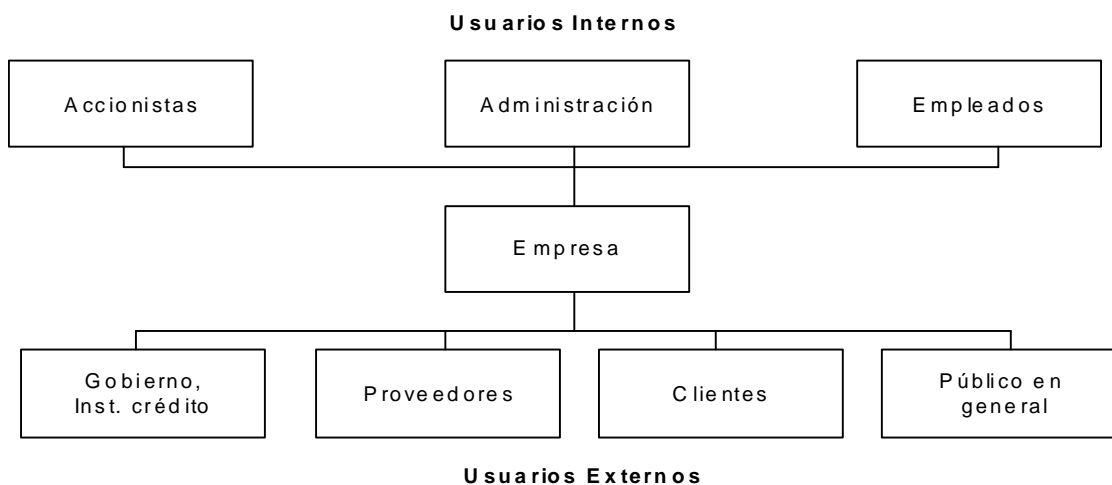 Usuarios Internos
Accionistas
Administración
Empleados
Empresa
Gobierno,
Inst. crédito
Proveedores
Clientes
Público en
general
Usuarios Externos